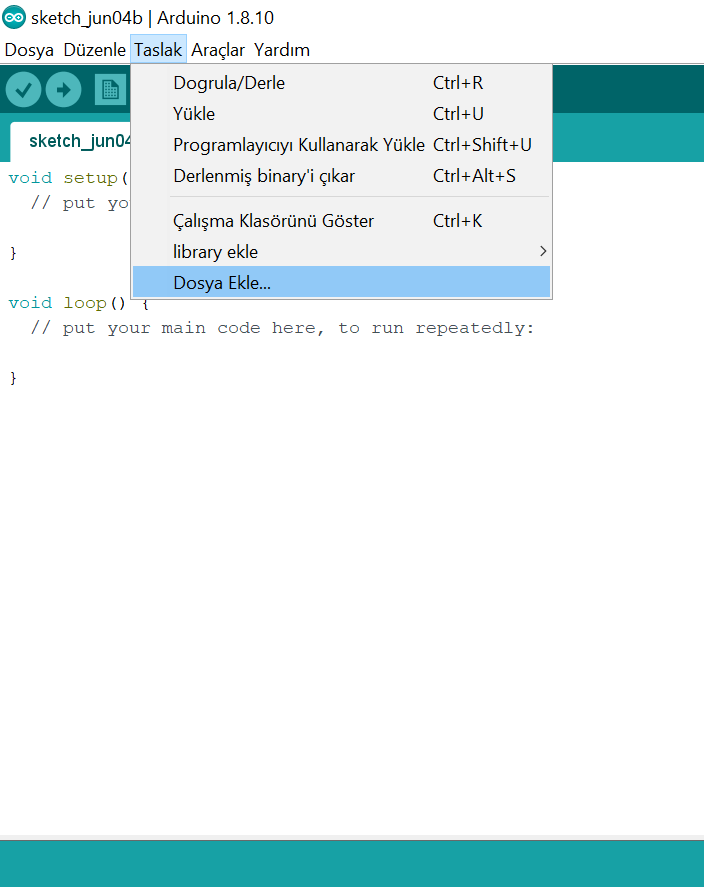 sketch_jun04b | Arduino 1.8.10
Dosya Düzenle Taslak Araçlar Yardım
Dogrula/Derle Ctrl+R
Yükle Ctrl+U
Programlayıcıyı Kullanarak Yükle Ctrl+Shift+U
Derlenmiş binary'i çıkar Ctrl+Alt+S
Çalışma Klasörünü Göster Ctrl+K
library ekle
Dosya Ekle...
sketch_jun04
void setup(
// put yo
}
void loop() {
// put your main code here, to run repeatedly:
}